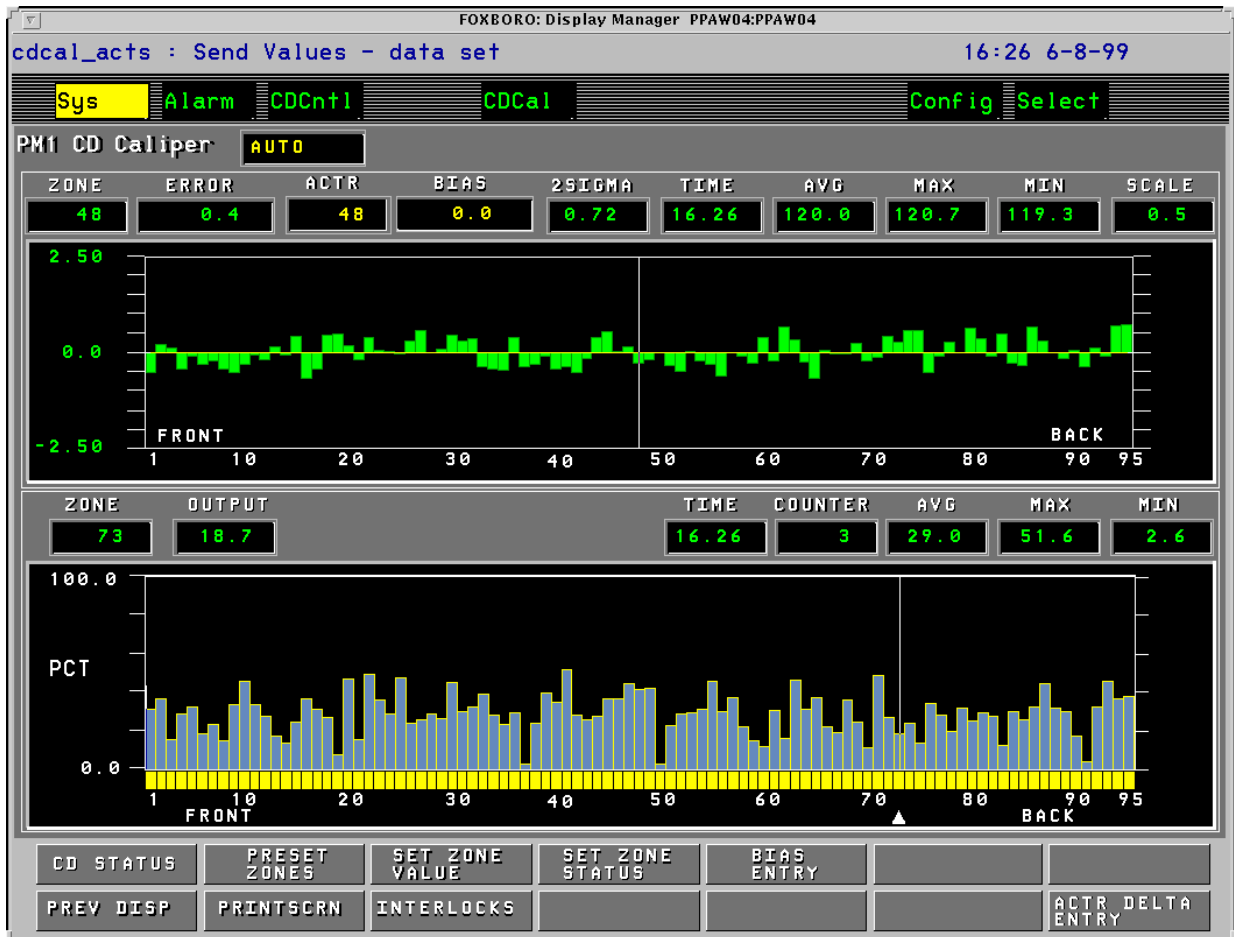 FOXBORO: Display Manager PPAW04:PPAW04
cdcal_acts : Send Values - data set 16:26 6-8-99
Sys Alarm CDCntl CDCal Config Select
PM1 CD Caliper AUTO
ZONE ERROR ACTR BIAS 2SIGMA TIME AVG MAX MIN SCALE
48 0.4 48 0.0 0.72 16.26 120.0 120.7 119.3 0.5
2.50
0.0
-2.50
FRONT BACK
1 10 20 30 40 50 60 70 80 90 95
ZONE OUTPUT TIME COUNTER AVG MAX MIN
73 18.7 16.26 3 29.0 51.6 2.6
100.0
PCT
0.0
1 10 20 30 40 50 60 70 80 90 95
FRONT BACK
CD STATUS PRESET ZONES SET ZONE VALUE SET ZONE STATUS BIAS ENTRY
PREV DISP PRINTSCRN INTERLOCKS ACTR DELTA ENTRY